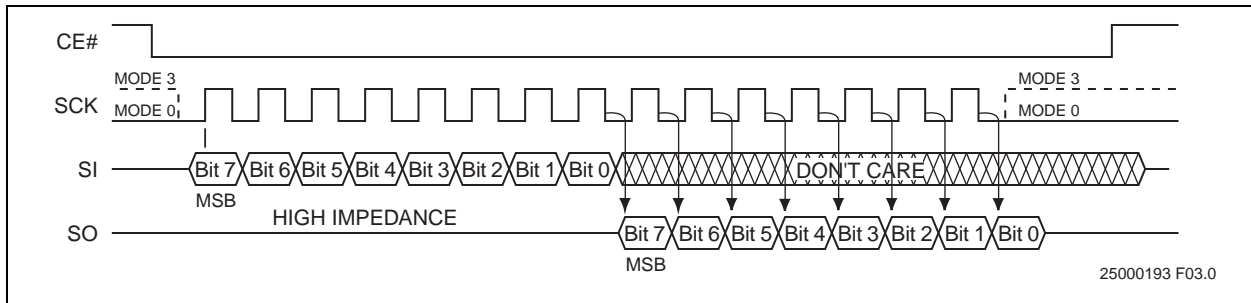 CE#
MODE 3 MODE 3
SCK MODE 0 MODE 0
SI Bit 7 Bit 6 Bit 5 Bit 4 Bit 3 Bit 2 Bit 1 Bit 0 DON'T CARE
MSB
HIGH IMPEDANCE
SO Bit 7 Bit 6 Bit 5 Bit 4 Bit 3 Bit 2 Bit 1 Bit 0
MSB
25000193 F03.0